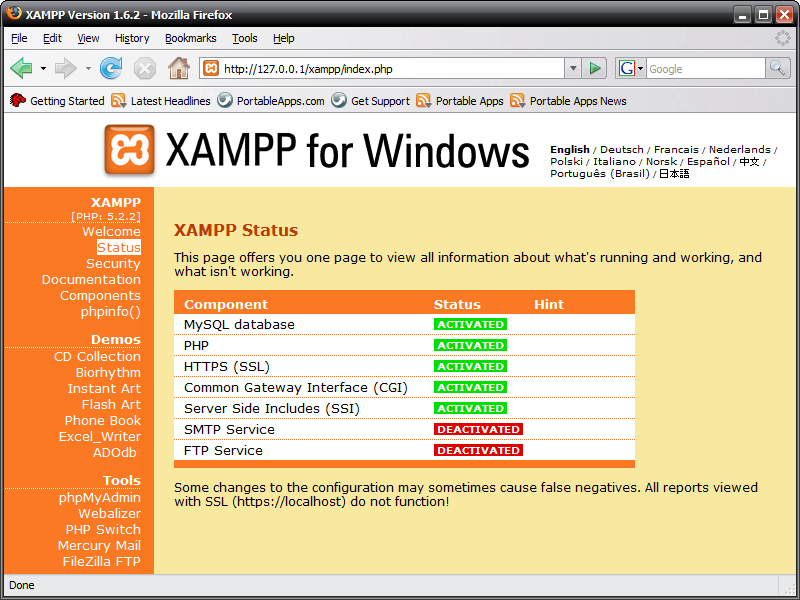 XAMPP Version 1.6.2 - Mozilla Firefox
File Edit View History Bookmarks Tools Help
http://127.0.0.1/xampp/index.php
G Google
Getting Started Latest Headlines PortableApps.com Get Support Portable Apps Portable Apps News
XAMPP for Windows
English / Deutsch / Francais / Nederlands /
Polski / Italiano / Norsk / Español / 中文 /
Português (Brasil) / 日本語
XAMPP
[PHP: 5.2.2]
Welcome
Status
Security
Documentation
Components
phpinfo()
Demos
CD Collection
Biorhythm
Instant Art
Flash Art
Phone Book
Excel_Writer
ADOdb
Tools
phpMyAdmin
Webalizer
PHP Switch
Mercury Mail
FileZilla FTP
XAMPP Status
This page offers you one page to view all information about what's running and working, and
what isn't working.
Component Status Hint
MySQL database ACTIVATED
PHP ACTIVATED
HTTPS (SSL) ACTIVATED
Common Gateway Interface (CGI) ACTIVATED
Server Side Includes (SSI) ACTIVATED
SMTP Service DEACTIVATED
FTP Service DEACTIVATED
Some changes to the configuration may sometimes cause false negatives. All reports viewed
with SSL (https://localhost) do not function!
Done